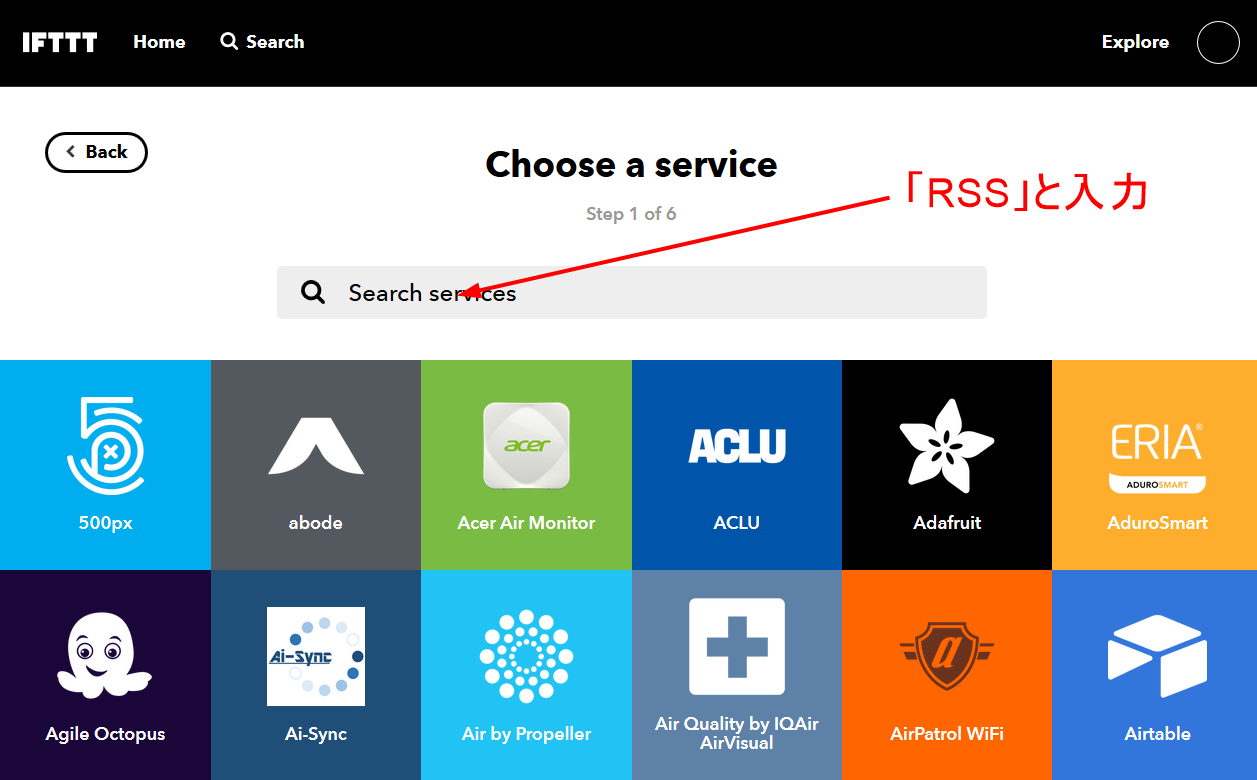 IFTTT Home Search Explore
Back
Choose a service
「RSS」と入力
Step 1 of 6
Search services
5
acer
ACLU
ERIA®
ADUROSMART
500px abode Acer Air Monitor ACLU Adafruit AduroSmart
Ai-Sync
a
Agile Octopus Ai-Sync Air by Propeller Air Quality by IQAir AirVisual AirPatrol WiFi Airtable